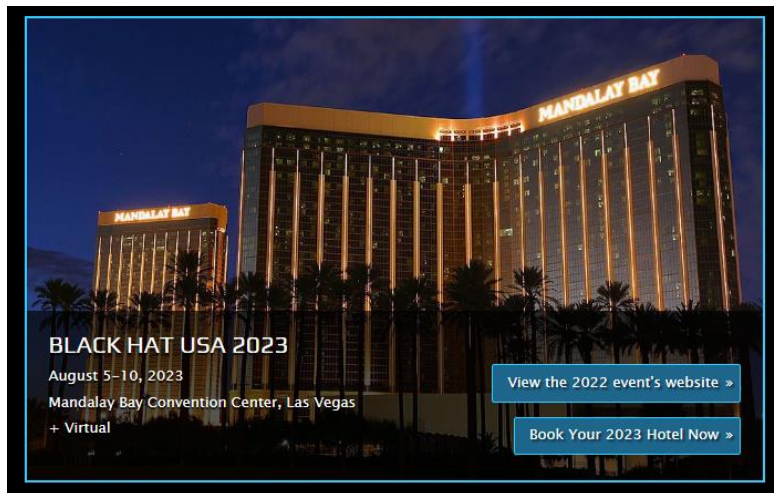 MANDALAY BAY
MANDALAY BAY
BLACK HAT USA 2023
August 5-10, 2023
Mandalay Bay Convention Center, Las Vegas
+ Virtual
View the 2022 event's website »
Book Your 2023 Hotel Now »